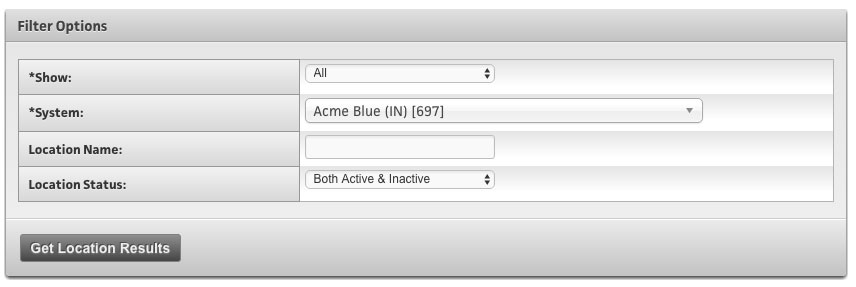 Filter Options
*Show: All
*System: Acme Blue (IN) [697]
Location Name:
Location Status: Both Active & Inactive
Get Location Results